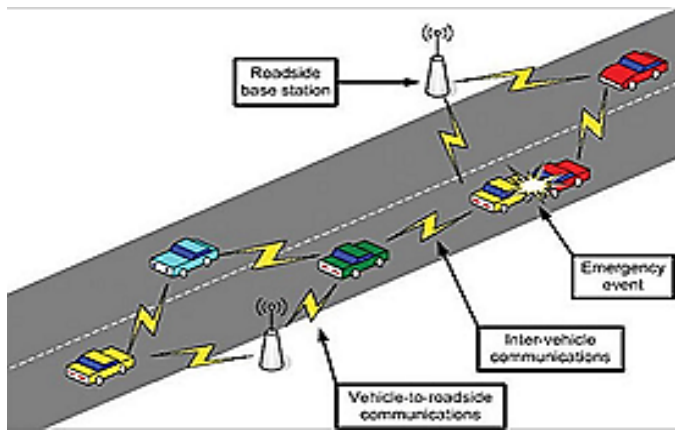 Roadside
base station
Emergency
event
Inter-vehicle
communications
Vehicle-to-roadside
communications